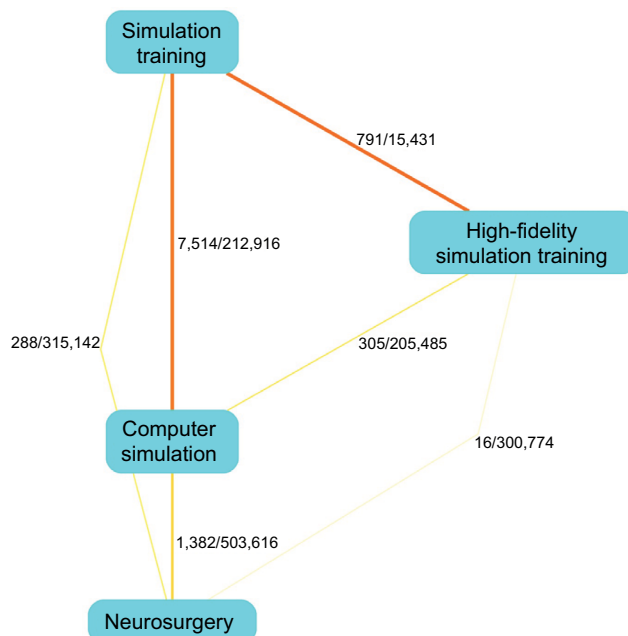 Simulation
training
791/15,431
High-fidelity
simulation training
7,514/212,916
288/315,142
305/205,485
Computer
simulation
16/300,774
1,382/503,616
Neurosurgery